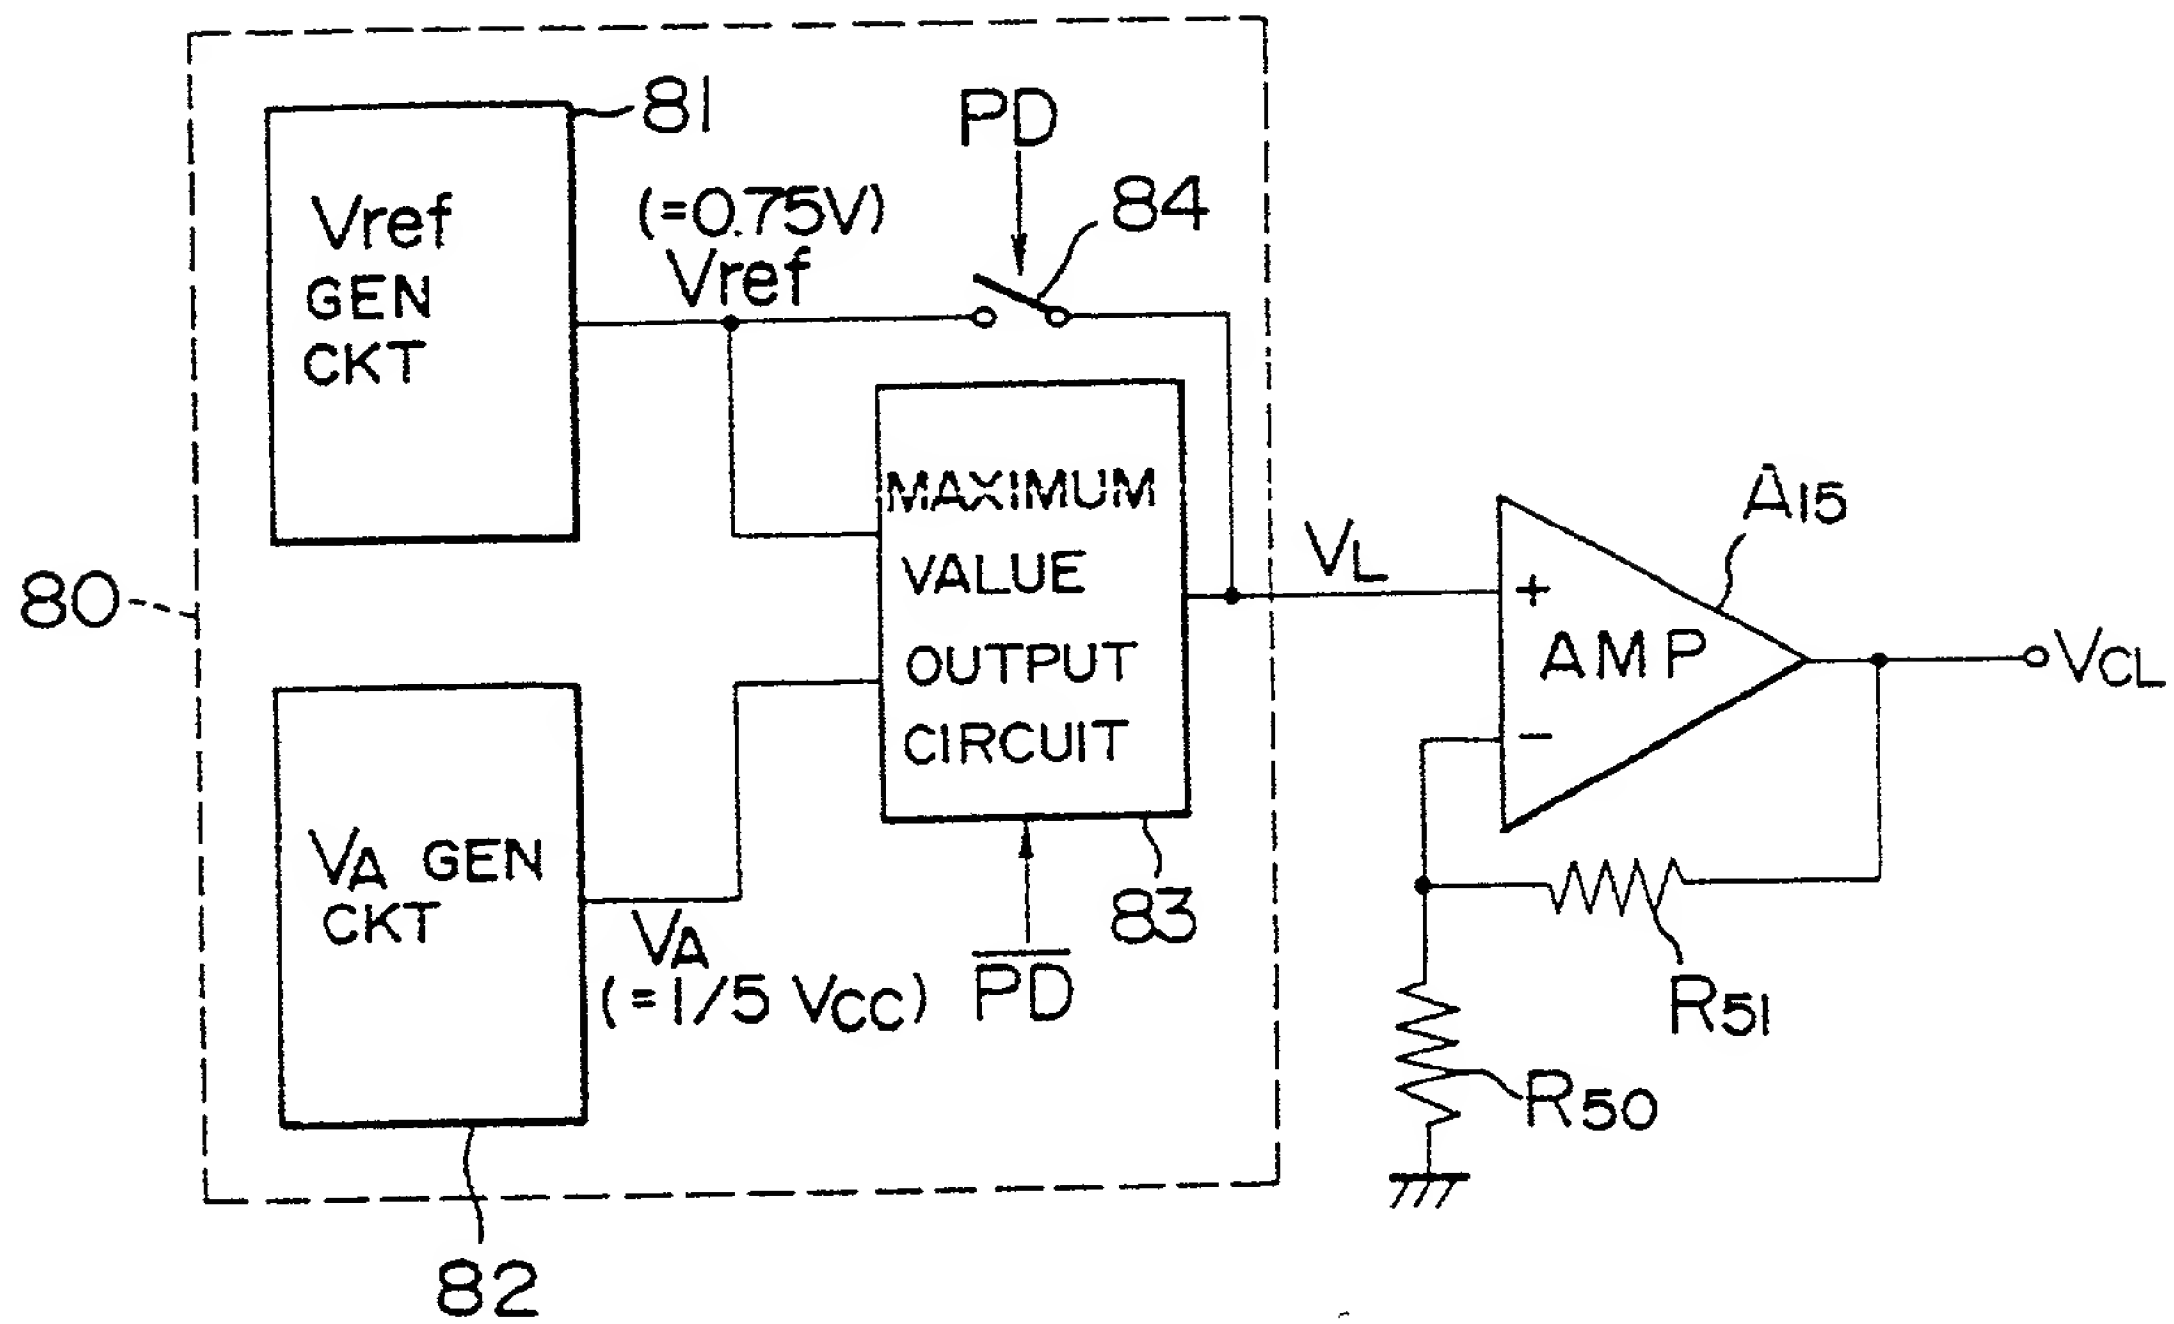 81
PD
(=0.75V)
84
Vref
GEN
CKT
Vref
MAXIMUM
VALUE
OUTPUT
CIRCUIT
A15
VL
+
AMP
-
80
VCL
VA GEN
CKT
VA
(=1/5 VCC)
83
P̅D̅
R51
R50
82